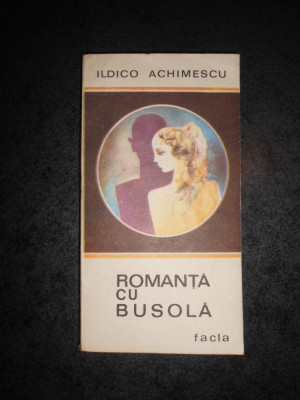 ILDICO ACHIMESCU
ROMANȚĂ
CU
BUSOLĂ
facla